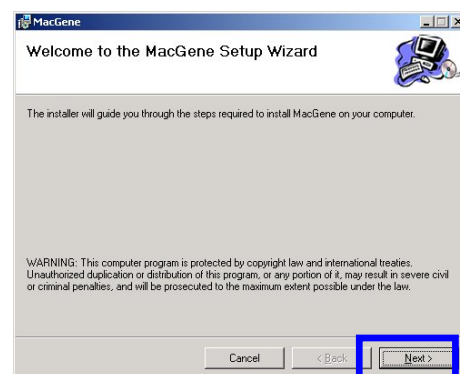 MacGene
Welcome to the MacGene Setup Wizard
The installer will guide you through the steps required to install MacGene on your computer.
WARNING: This computer program is protected by copyright law and international treaties.
Unauthorized duplication or distribution of this program, or any portion of it, may result in severe civil
or criminal penalties, and will be prosecuted to the maximum extent possible under the law.
Cancel
< Back
Next >